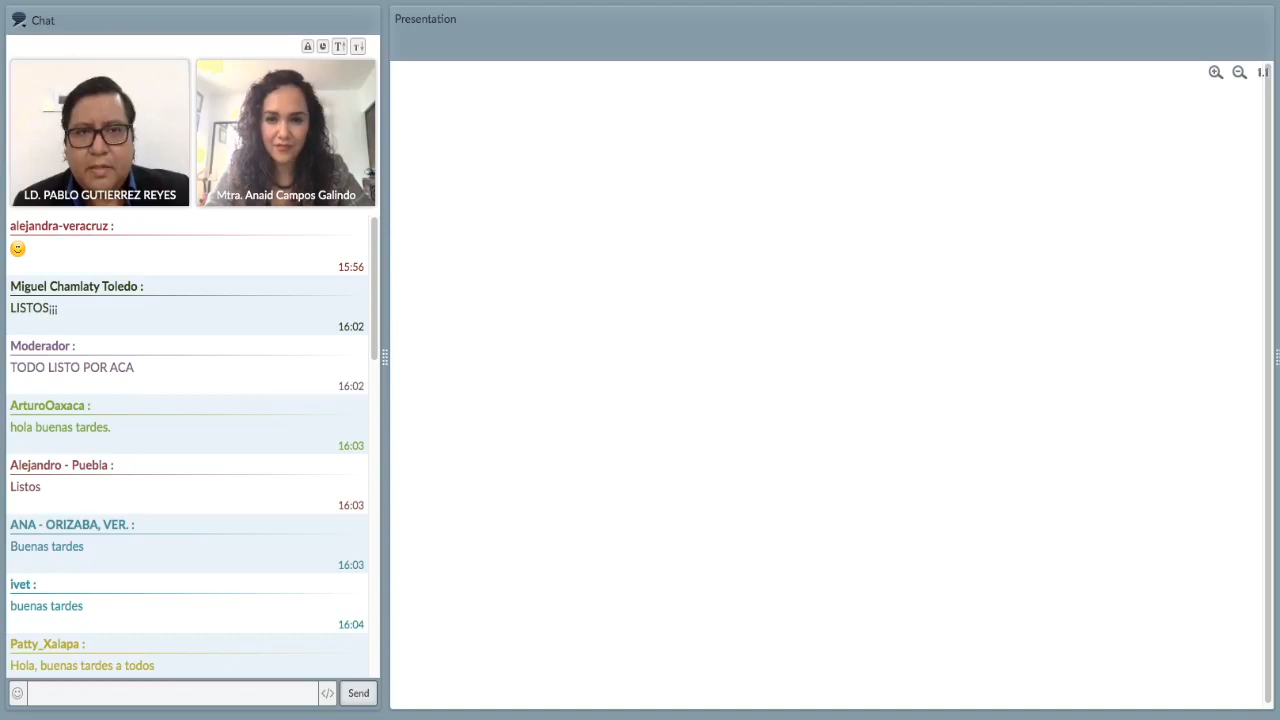 Chat
Presentation
LD. PABLO GUTIERREZ REYES
Mtra. Anaid Campos Galindo
alejandra-veracruz :
15:56
Miguel Chamlaty Toledo :
LISTOS¡¡¡
16:02
Moderador :
TODO LISTO POR ACA
16:02
ArturoOaxaca :
hola buenas tardes.
16:03
Alejandro - Puebla :
Listos
16:03
ANA - ORIZABA, VER. :
Buenas tardes
16:03
ivet :
buenas tardes
16:04
Patty_Xalapa :
Hola, buenas tardes a todos
Send